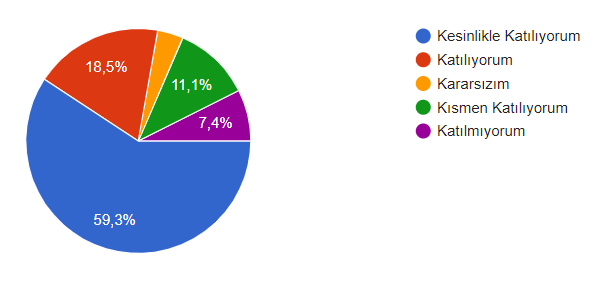 Kesinlikle Katılıyorum
Katılıyorum
Kararsızım
Kısmen Katılıyorum
Katılmıyorum
18,5%
11,1%
7,4%
59,3%